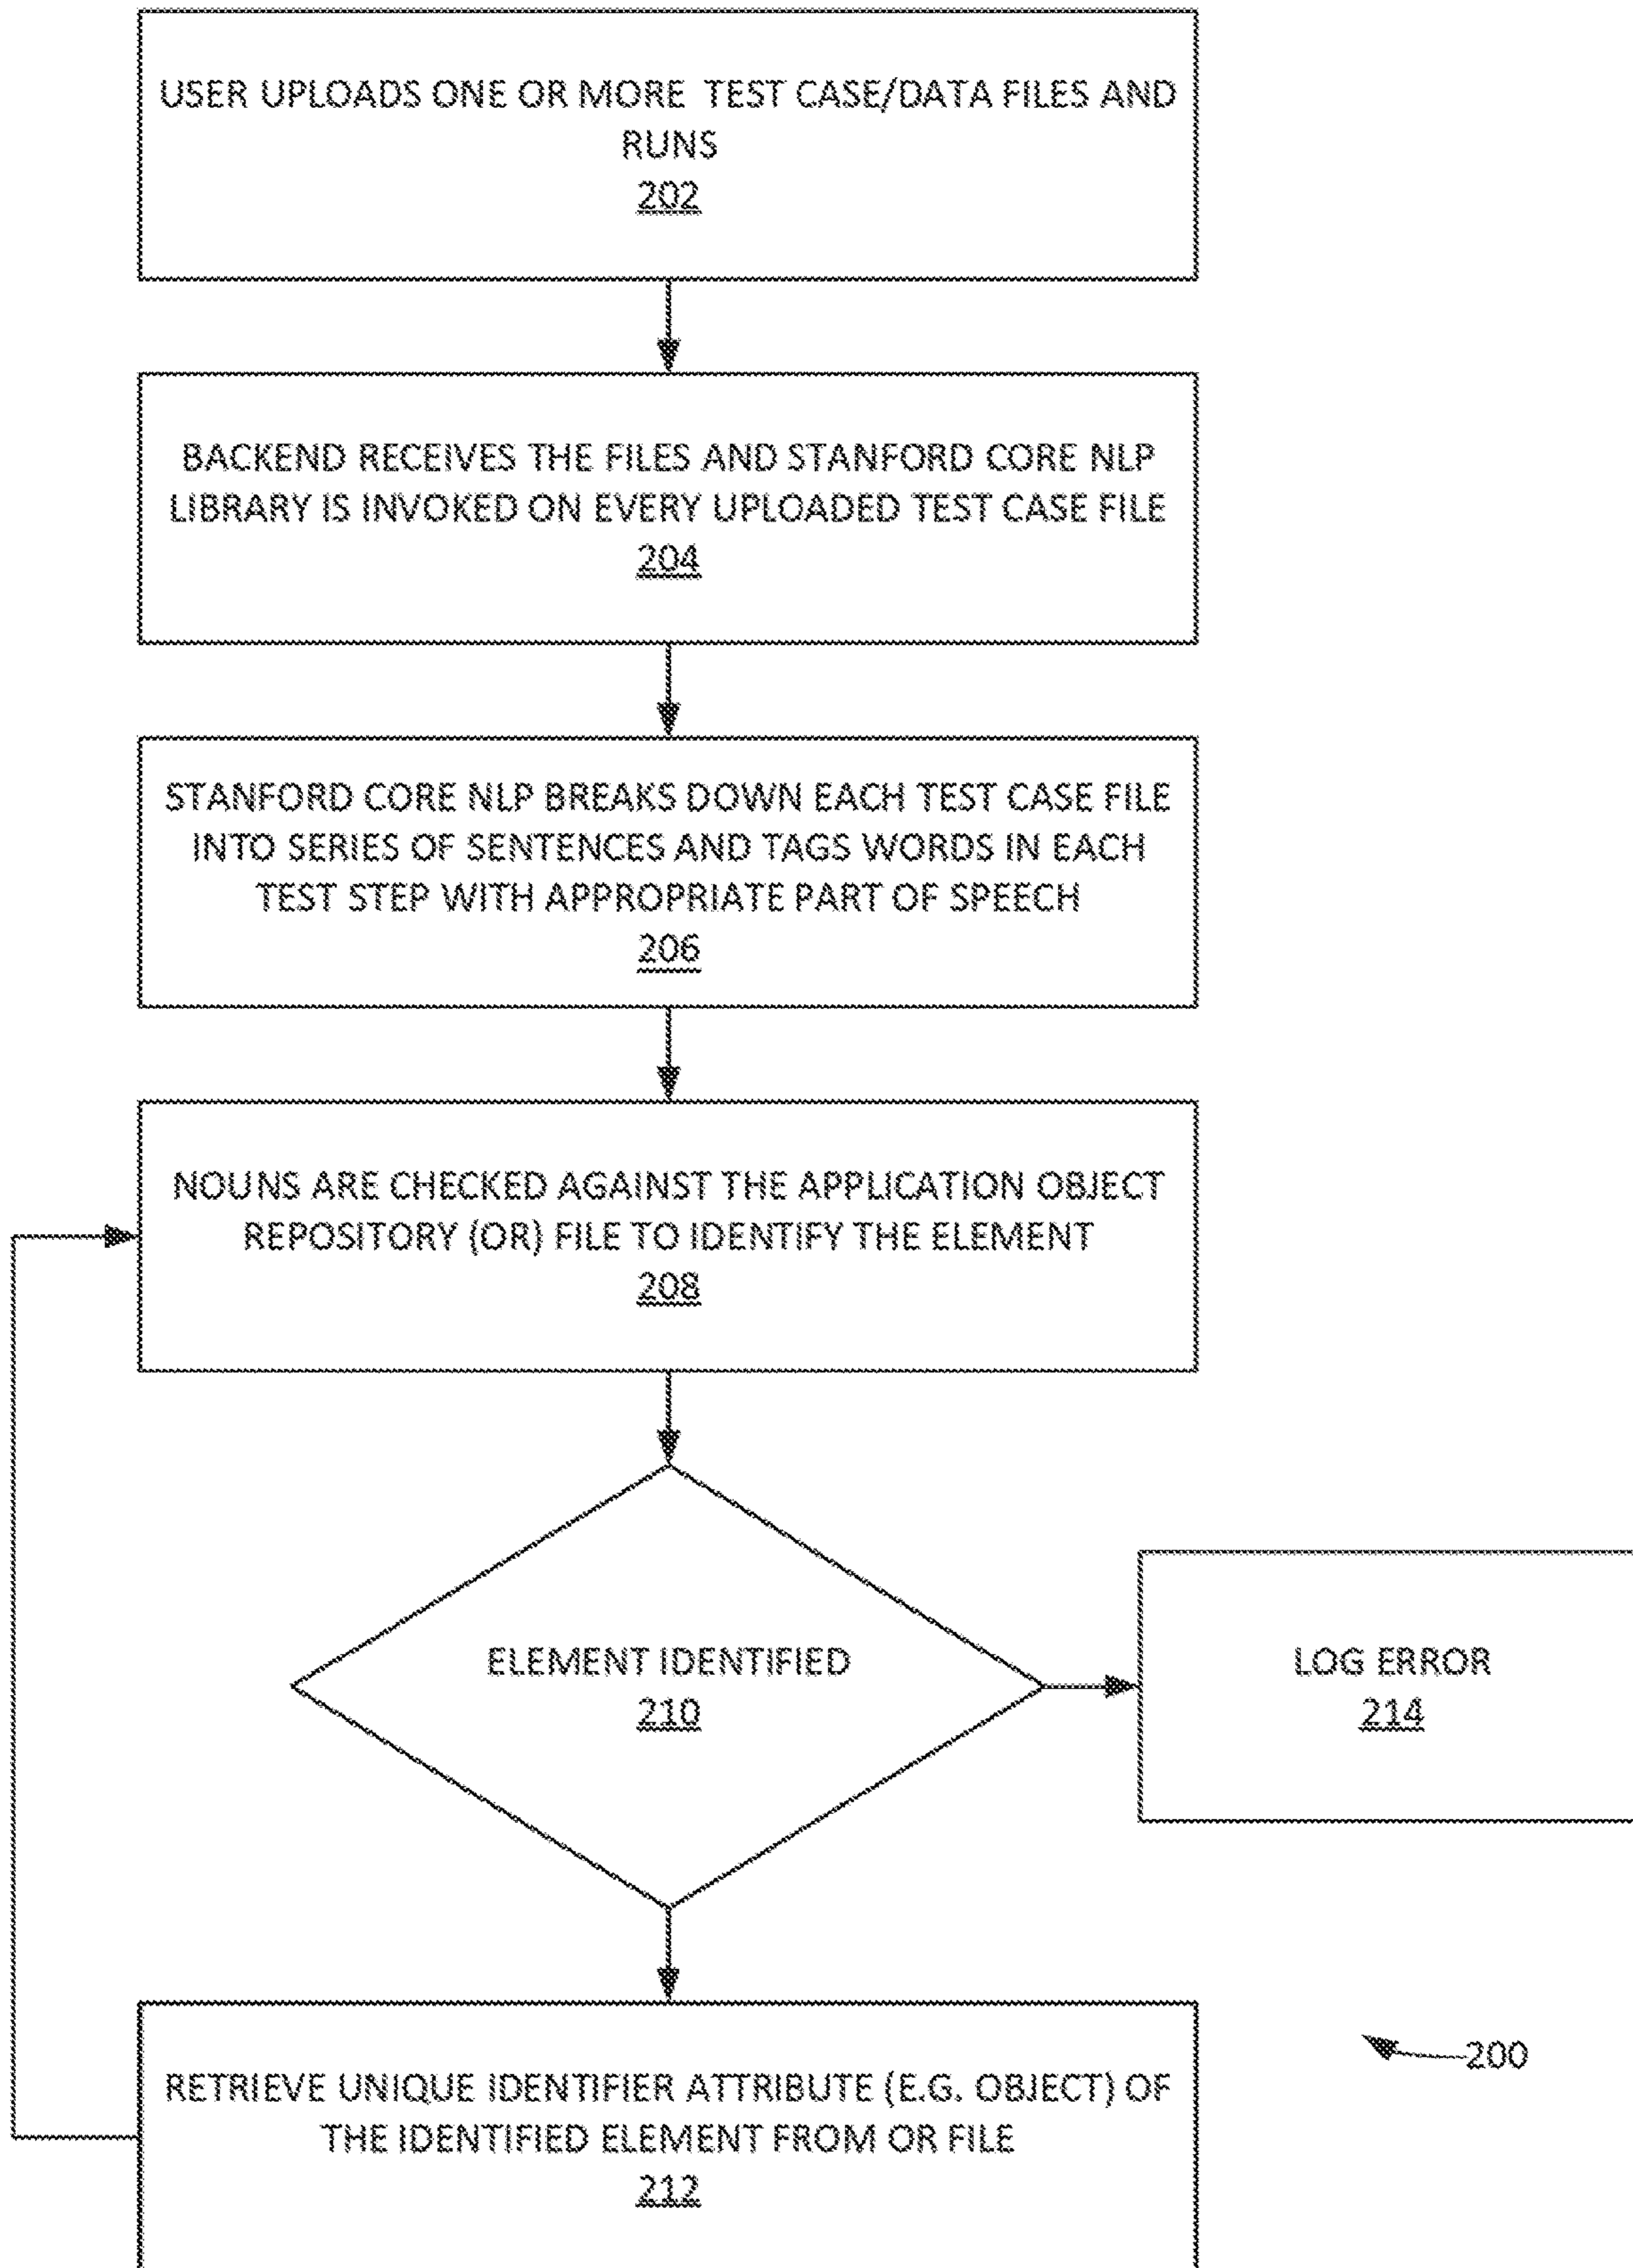 USER UPLOADS ONE OR MORE TEST CASE/DATA FILES AND
RUNS
202
BACKEND RECEIVES THE FILES AND STANFORD CORE NLP
LIBRARY IS INVOKED ON EVERY UPLOADED TEST CASE FILE
204
STANFORD CORE NLP BREAKS DOWN EACH TEST CASE FILE
INTO SERIES OF SENTENCES AND TAGS WORDS IN EACH
TEST STEP WITH APPROPRIATE PART OF SPEECH
206
NOUNS ARE CHECKED AGAINST THE APPLICATION OBJECT
REPOSITORY (OR) FILE TO IDENTIFY THE ELEMENT
208
ELEMENT IDENTIFIED
210
LOG ERROR
214
200
RETRIEVE UNIQUE IDENTIFIER ATTRIBUTE (E.G. OBJECT) OF
THE IDENTIFIED ELEMENT FROM OR FILE
212